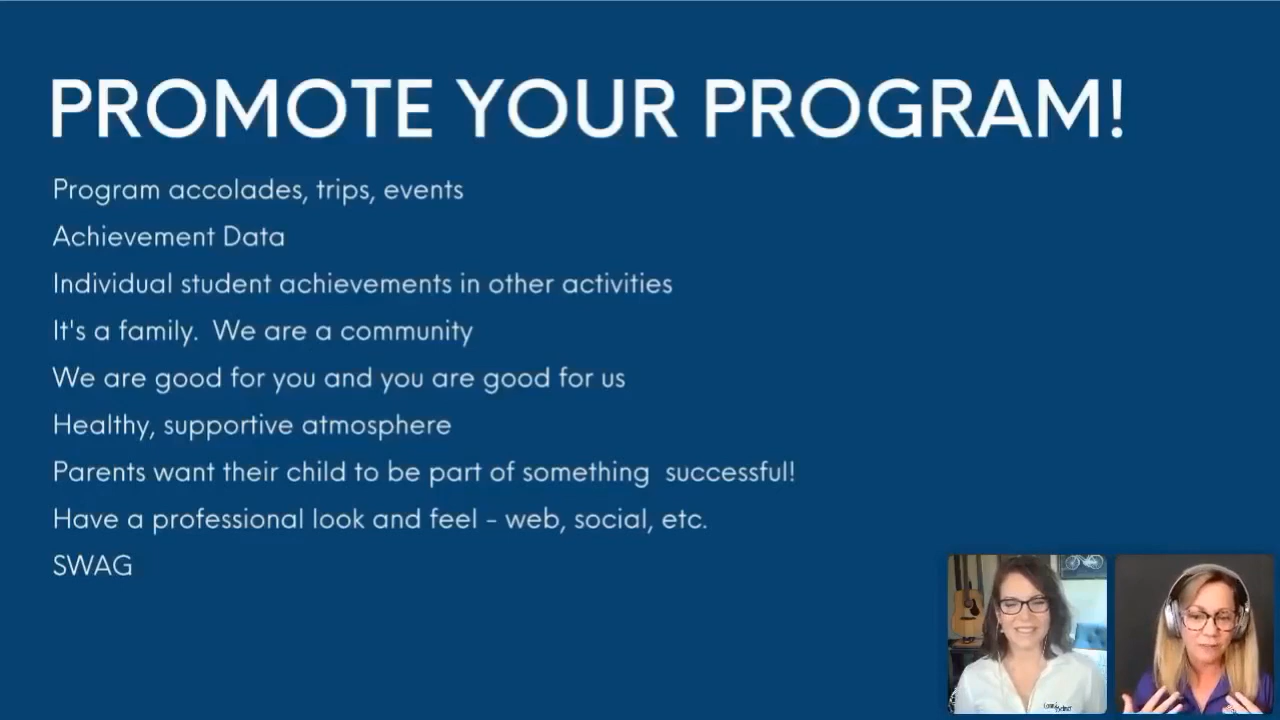 PROMOTE YOUR PROGRAM!
Program accolades, trips, events
Achievement Data
Individual student achievements in other activities
It's a family.  We are a community
We are good for you and you are good for us
Healthy, supportive atmosphere
Parents want their child to be part of something  successful!
Have a professional look and feel - web, social, etc.
SWAG